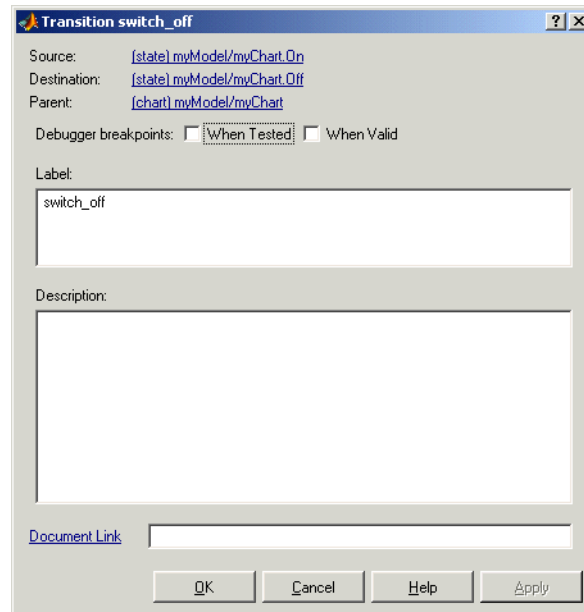 Transition switch_off
Source: (state) myModel/myChart.On
Destination: (state) myModel/myChart.Off
Parent: (chart) myModel/myChart
Debugger breakpoints: When Tested When Valid
Label:
switch_off
Description:
Document Link
OK Cancel Help Apply